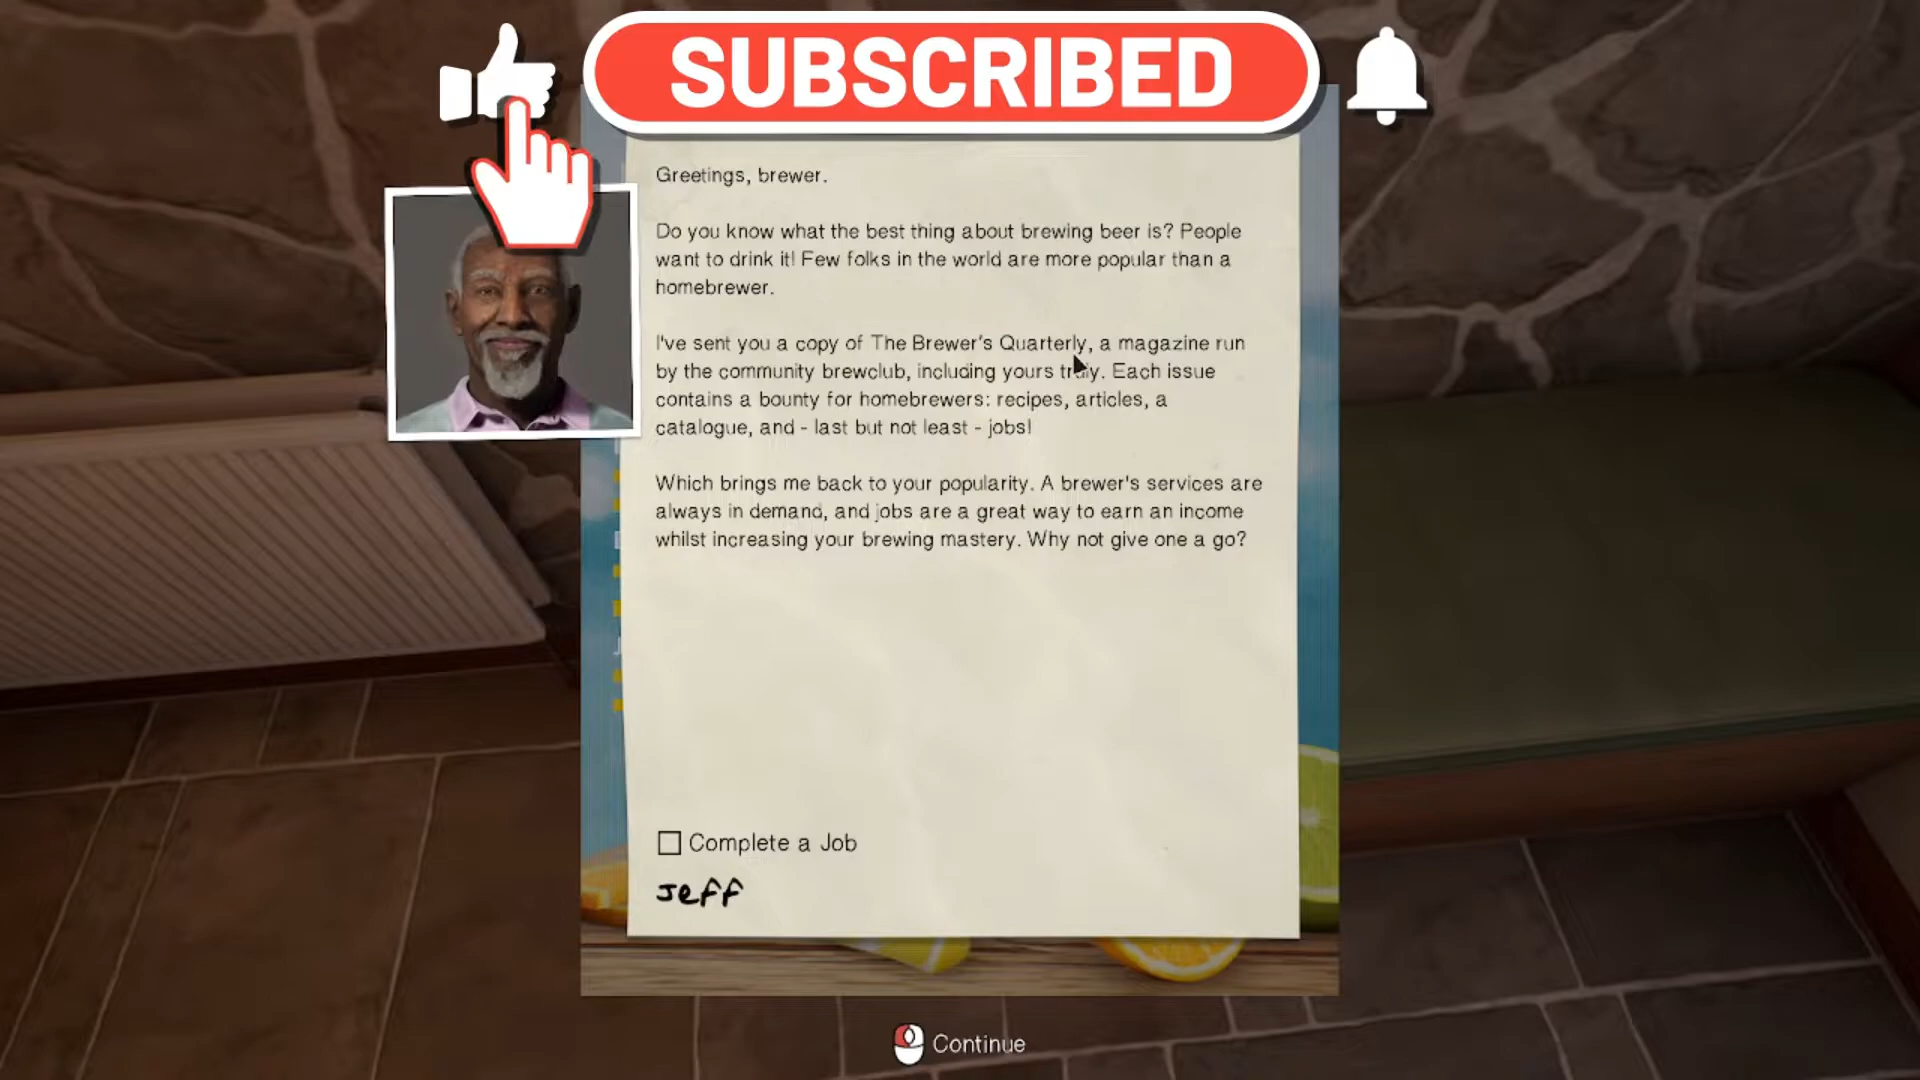 SUBSCRIBED
Greetings, brewer.
Do you know what the best thing about brewing beer is? People
want to drink it! Few folks in the world are more popular than a
homebrewer.
I've sent you a copy of The Brewer's Quarterly, a magazine run
by the community brewclub, including yours truly. Each issue
contains a bounty for homebrewers: recipes, articles, a
catalogue, and - last but not least - jobs!
Which brings me back to your popularity. A brewer's services are
always in demand, and jobs are a great way to earn an income
whilst increasing your brewing mastery. Why not give one a go?
Complete a Job
Jeff
Continue